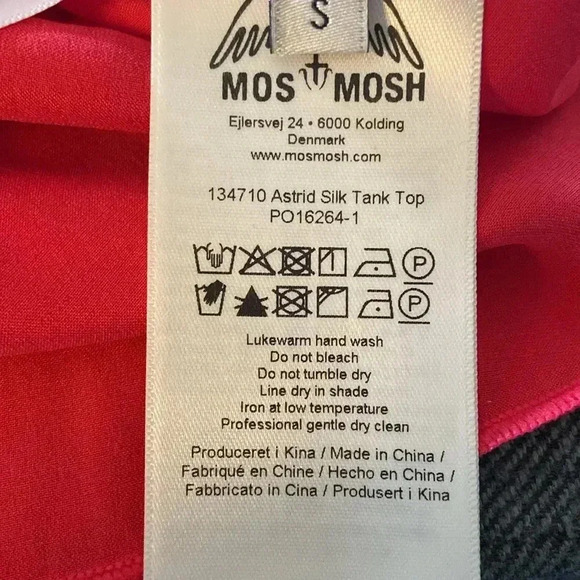 S
MOS MOSH
Ejlersvej 24 • 6000 Kolding
Denmark
www.mosmosh.com
134710 Astrid Silk Tank Top
PO16264-1
P
P
Lukewarm hand wash
Do not bleach
Do not tumble dry
Line dry in shade
Iron at low temperature
Professional gentle dry clean
Produceret i Kina / Made in China /
Fabriqué en Chine / Hecho en China /
Fabbricato in Cina / Produsert i Kina